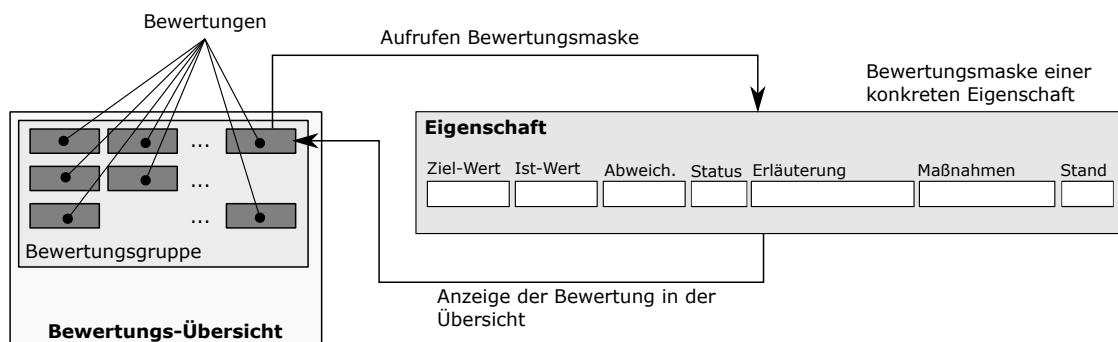 Bewertungen
Aufrufen Bewertungsmaske
Bewertungsmaske einer
konkreten Eigenschaft
...
...
...
Bewertungsgruppe
Bewertungs-Übersicht
Eigenschaft
Ziel-Wert Ist-Wert Abweich. Status Erläuterung Maßnahmen Stand
Anzeige der Bewertung in der
Übersicht